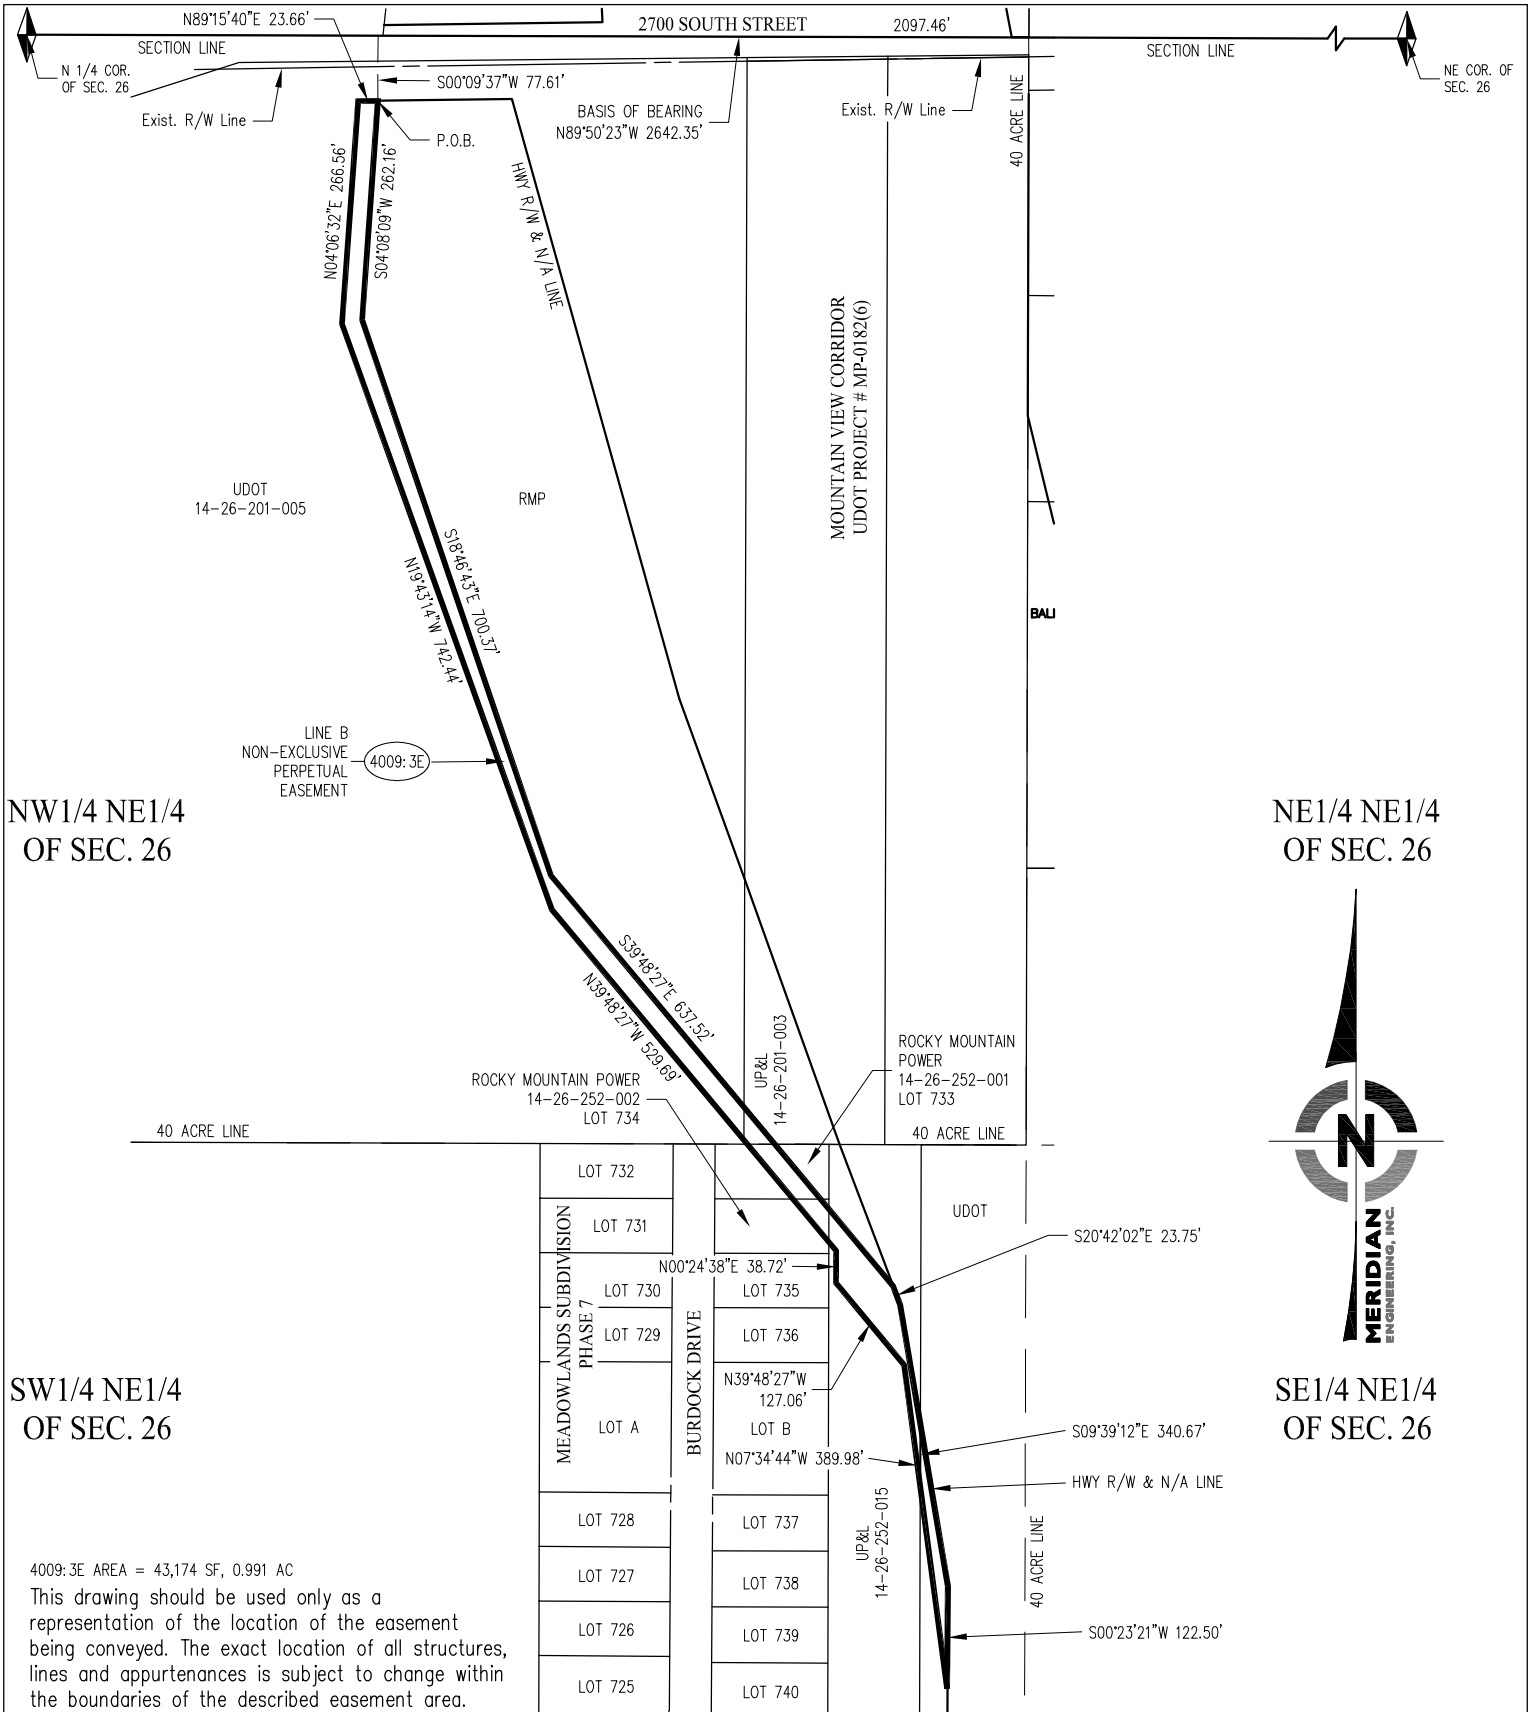 N89°15'40"E 23.66'
2700 SOUTH STREET
2097.46'
SECTION LINE
SECTION LINE
N 1/4 COR.
OF SEC. 26
NE COR. OF
SEC. 26
S00°09'37"W 77.61'
Exist. R/W Line
P.O.B.
BASIS OF BEARING
N89°50'23"W 2642.35'
Exist. R/W Line
40 ACRE LINE
N04°06'32"E 266.56'
S04°08'09"W 262.16'
HWY R/W & N/A LINE
MOUNTAIN VIEW CORRIDOR
UDOT PROJECT # MP-0182(6)
UDOT
14-26-201-005
RMP
S18°46'43"E 700.37'
N19°43'14"W 742.44'
BALI
LINE B
NON-EXCLUSIVE
PERPETUAL
EASEMENT
4009:3E
NW1/4 NE1/4
OF SEC. 26
NE1/4 NE1/4
OF SEC. 26
S39°48'27"E 637.52'
N39°48'27"W 529.69'
UP&L
14-26-201-003
ROCKY MOUNTAIN
POWER
14-26-252-001
LOT 733
ROCKY MOUNTAIN POWER
14-26-252-002
LOT 734
40 ACRE LINE
40 ACRE LINE
LOT 732
LOT 731
LOT 730
LOT 729
LOT A
LOT 728
LOT 727
LOT 726
LOT 725
MEADOWLANDS SUBDIVISION
PHASE 7
BURDOCK DRIVE
N00°24'38"E 38.72'
LOT 735
LOT 736
N39°48'27"W
127.06'
LOT B
N07°34'44"W 389.98'
LOT 737
LOT 738
LOT 739
LOT 740
UP&L
14-26-252-015
UDOT
S20°42'02"E 23.75'
S09°39'12"E 340.67'
HWY R/W & N/A LINE
40 ACRE LINE
S00°23'21"W 122.50'
N
MERIDIAN
ENGINEERING, INC.
SW1/4 NE1/4
OF SEC. 26
SE1/4 NE1/4
OF SEC. 26
4009:3E AREA = 43,174 SF, 0.991 AC
This drawing should be used only as a
representation of the location of the easement
being conveyed. The exact location of all structures,
lines and appurtenances is subject to change within
the boundaries of the described easement area.